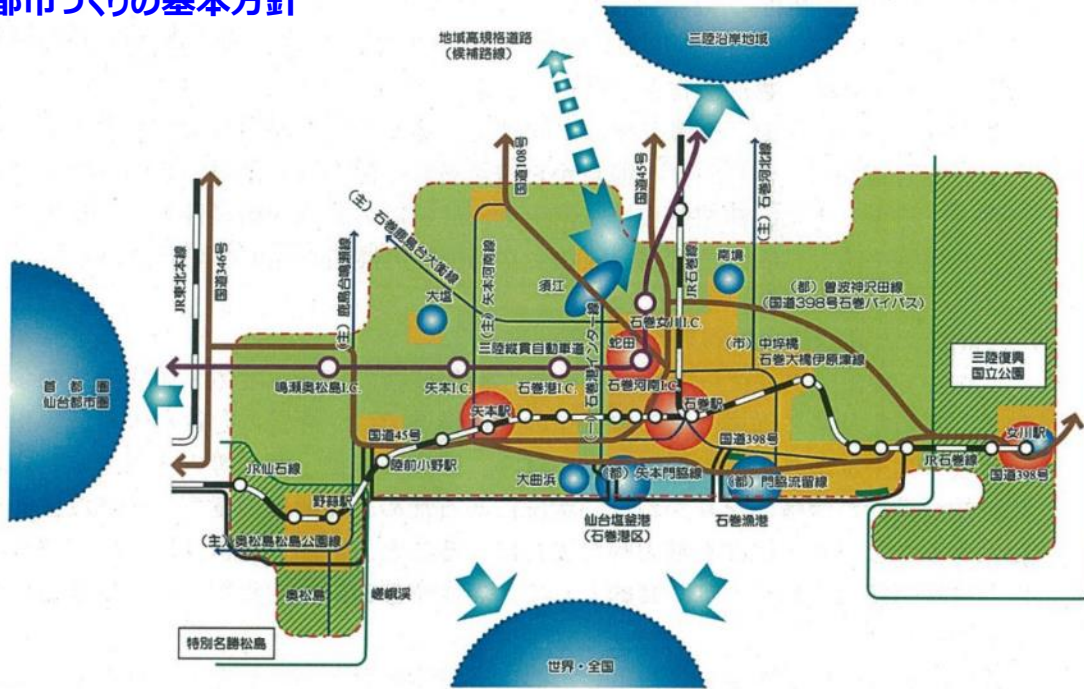 都市づくりの基本方針
地域高規格道路
(候補路線)
三陸沿岸地域
国道108号
国道45号
(主)石巻河北線
JR東北本線
国道346号
(主)鹿島台鳴瀬線
(主)石巻鹿島台大衡線
(主)矢本河南線
大塩
須江
JR石巻線
南境
(都)曽波神沢田線
(国道398号石巻バイパス)
石巻女川I.C.
(市)中埣橋
石巻大橋伊原津線
三陸縦貫自動車道
蛇田
首都圏
仙台都市圏
鳴瀬奥松島I.C.
矢本I.C.
石巻港I.C.
石巻河南I.C.
(一)石巻港インター線
三陸復興
国立公園
矢本駅
石巻駅
国道45号
国道398号
女川駅
陸前小野駅
JR石巻線
国道398号
JR仙石線
大曲浜
(都)矢本門脇線
(都)門脇流留線
野蒜駅
仙台塩釜港
(石巻港区)
石巻漁港
(主)奥松島松島公園線
奥松島
嵯峨渓
特別名勝松島
世界・全国